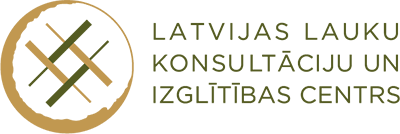 LATVIJAS LAUKU
KONSULTĀCIJU UN
IZGLĪTĪBAS CENTRS